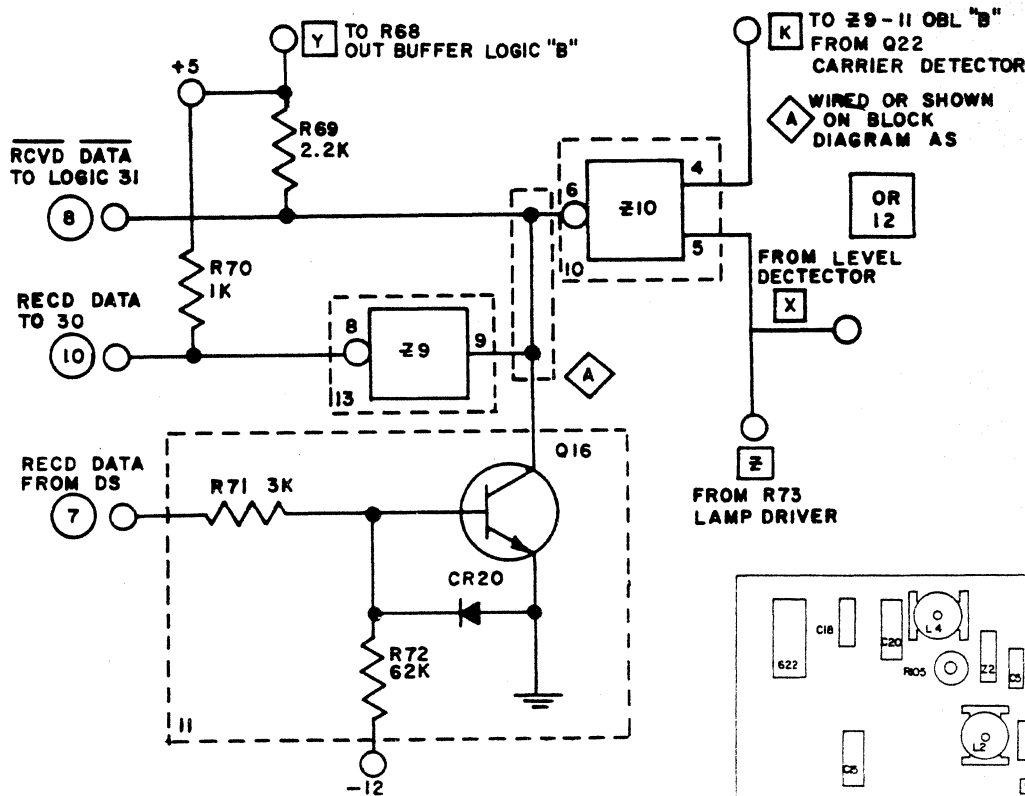 Y TO R68
OUT BUFFER LOGIC "B"
K TO Z9-11 OBL "B"
FROM Q22
CARRIER DETECTOR
+5
A WIRED OR SHOWN
ON BLOCK
DIAGRAM AS
OR
12
R69
2.2K
RCVD DATA
TO LOGIC 31
8
6 Z10 4
5
10
FROM LEVEL
DECTECTOR
X
R70
1K
RECD DATA
TO 30
10
8 Z9 9
13
A
Z
FROM R73
LAMP DRIVER
Q16
RECD DATA
FROM DS
7
R71 3K
CR20
R72
62K
11
-12
622
C18
C20
L4
R105
Z2
C5
L2